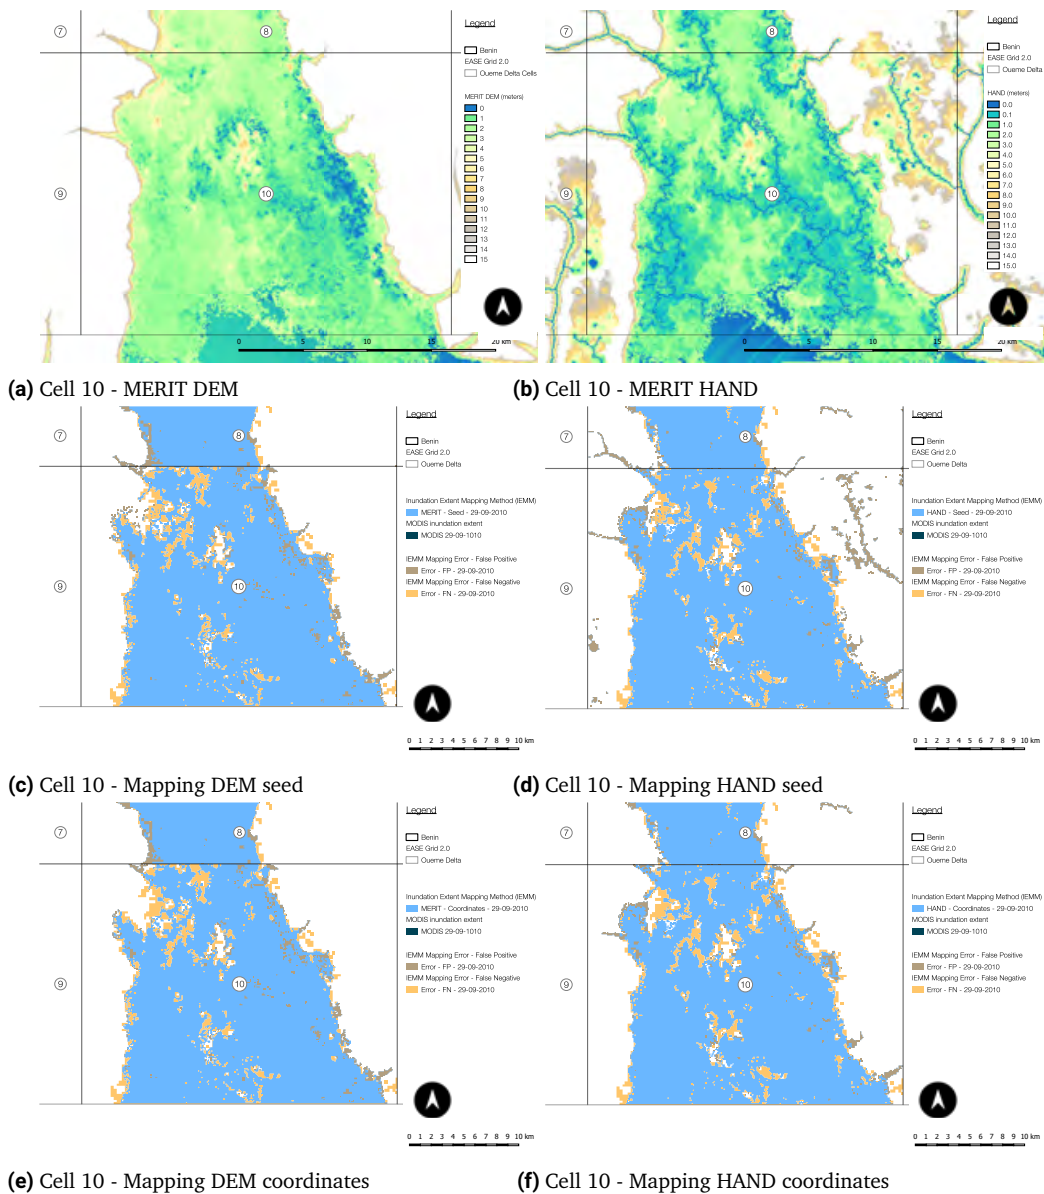 Legend
Benin
EASE Grid 2.0
Oueme Delta Cells
MERIT DEM (meters)
0
1
2
3
4
5
6
7
8
9
10
11
12
13
14
15
7
8
9
10
0 5 10 15 20 km
(a) Cell 10 - MERIT DEM
Legend
Benin
EASE Grid 2.0
Oueme Delta Cells
HAND (meters)
0.0
0.1
1.0
2.0
3.0
4.0
5.0
6.0
7.0
8.0
9.0
10.0
11.0
12.0
13.0
14.0
15.0
7
8
9
10
0 5 10 15 20 km
(b) Cell 10 - MERIT HAND
Legend
Benin
EASE Grid 2.0
Oueme Delta
Inundation Extent Mapping Method (IEMM)
MERIT - Seed - 29-09-2010
MODIS inundation extent
MODIS 29-09-1010
IEMM Mapping Error - False Positive
Error - FP - 29-09-2010
IEMM Mapping Error - False Negative
Error - FN - 29-09-2010
7
8
9
10
0 1 2 3 4 5 6 7 8 9 10 km
(c) Cell 10 - Mapping DEM seed
Legend
Benin
EASE Grid 2.0
Oueme Delta
Inundation Extent Mapping Method (IEMM)
HAND - Seed - 29-09-2010
MODIS inundation extent
MODIS 29-09-1010
IEMM Mapping Error - False Positive
Error - FP - 29-09-2010
IEMM Mapping Error - False Negative
Error - FN - 29-09-2010
7
8
9
10
0 1 2 3 4 5 6 7 8 9 10 km
(d) Cell 10 - Mapping HAND seed
Legend
Benin
EASE Grid 2.0
Oueme Delta
Inundation Extent Mapping Method (IEMM)
MERIT - Coordinates - 29-09-2010
MODIS inundation extent
MODIS 29-09-1010
IEMM Mapping Error - False Positive
Error - FP - 29-09-2010
IEMM Mapping Error - False Negative
Error - FN - 29-09-2010
7
8
9
10
0 1 2 3 4 5 6 7 8 9 10 km
(e) Cell 10 - Mapping DEM coordinates
Legend
Benin
EASE Grid 2.0
Oueme Delta
Inundation Extent Mapping Method (IEMM)
HAND - Coordinates - 29-09-2010
MODIS inundation extent
MODIS 29-09-1010
IEMM Mapping Error - False Positive
Error - FP - 29-09-2010
IEMM Mapping Error - False Negative
Error - FN - 29-09-2010
7
8
9
10
0 1 2 3 4 5 6 7 8 9 10 km
(f) Cell 10 - Mapping HAND coordinates